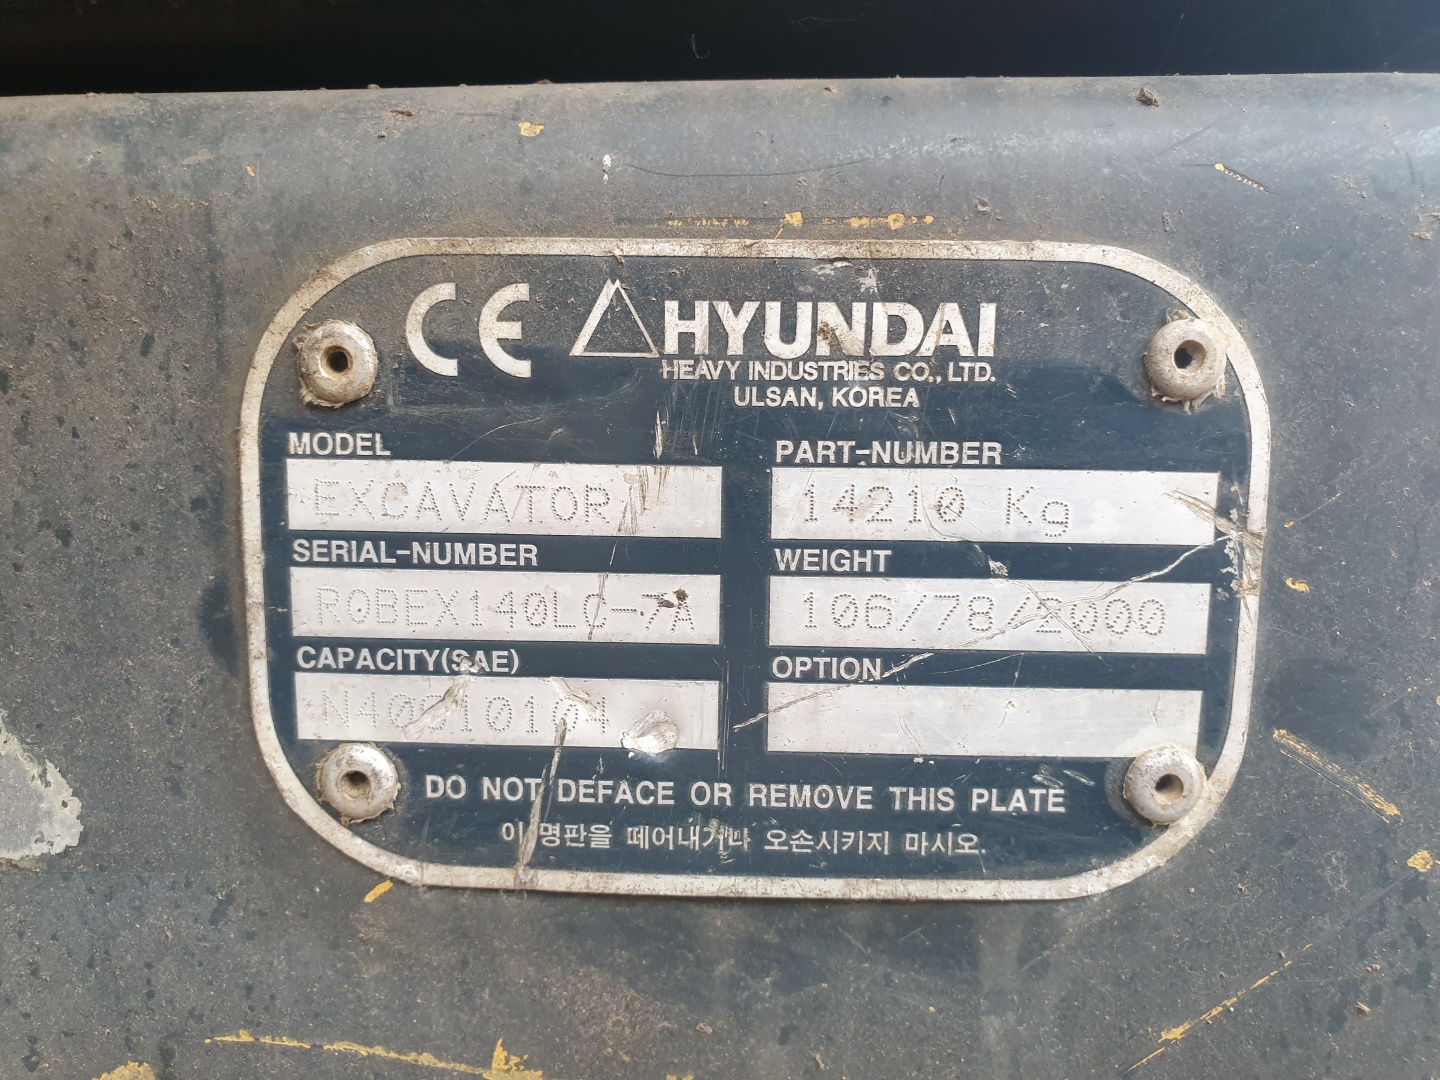 CE HYUNDAI
HEAVY INDUSTRIES CO., LTD.
ULSAN, KOREA
MODEL
EXCAVATOR
PART-NUMBER
14210 Kg
SERIAL-NUMBER
ROBEX140LC-7A
WEIGHT
106/78/2000
CAPACITY(SAE)
OPTION
DO NOT DEFACE OR REMOVE THIS PLATE
이 명판을 떼어내거나 오손시키지 마시오.